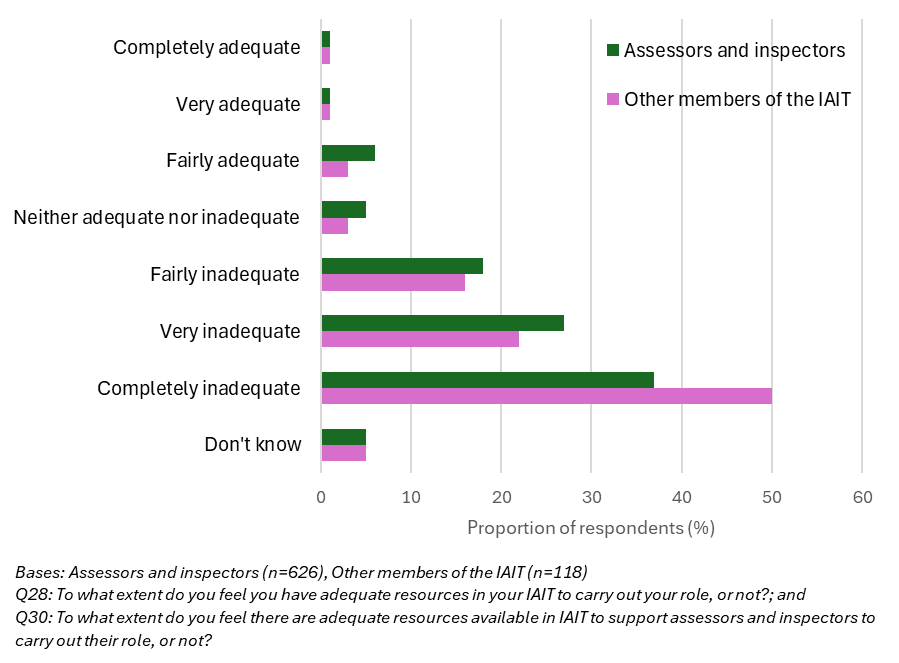 Completely adequate
Very adequate
Fairly adequate
Neither adequate nor inadequate
Fairly inadequate
Very inadequate
Completely inadequate
Don't know
Assessors and inspectors
Other members of the IAIT
0 10 20 30 40 50 60
Proportion of respondents (%)
Bases: Assessors and inspectors (n=626), Other members of the IAIT (n=118)
Q28: To what extent do you feel you have adequate resources in your IAIT to carry out your role, or not?; and
Q30: To what extent do you feel there are adequate resources available in IAIT to support assessors and inspectors to
carry out their role, or not?